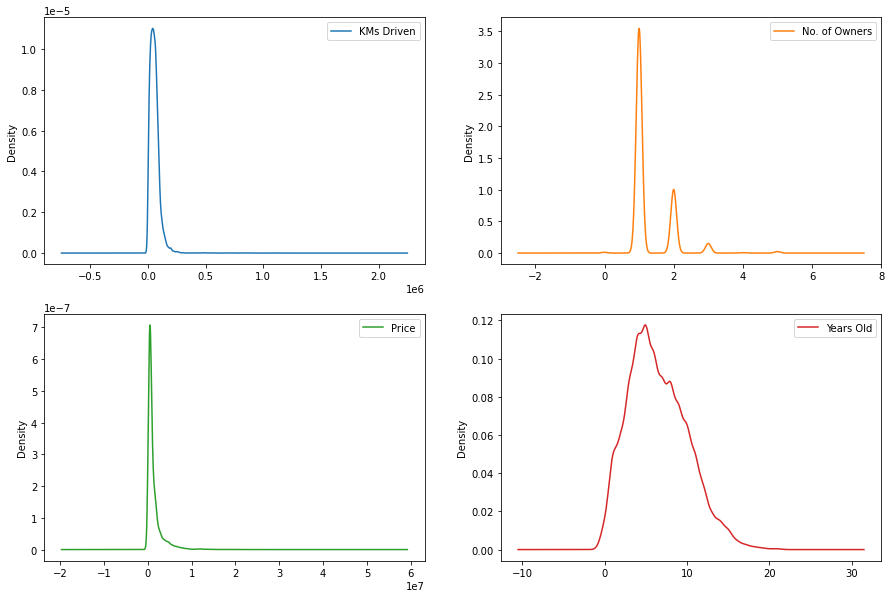 1e−5
KMs Driven
Density
1.0
0.8
0.6
0.4
0.2
0.0
−0.5 0.0 0.5 1.0 1.5 2.0
1e6
No. of Owners
Density
3.5
3.0
2.5
2.0
1.5
1.0
0.5
0.0
−2 0 2 4 6 8
1e−7
Price
Density
7
6
5
4
3
2
1
0
−2 −1 0 1 2 3 4 5 6
1e7
Years Old
Density
0.12
0.10
0.08
0.06
0.04
0.02
0.00
−10 0 10 20 30